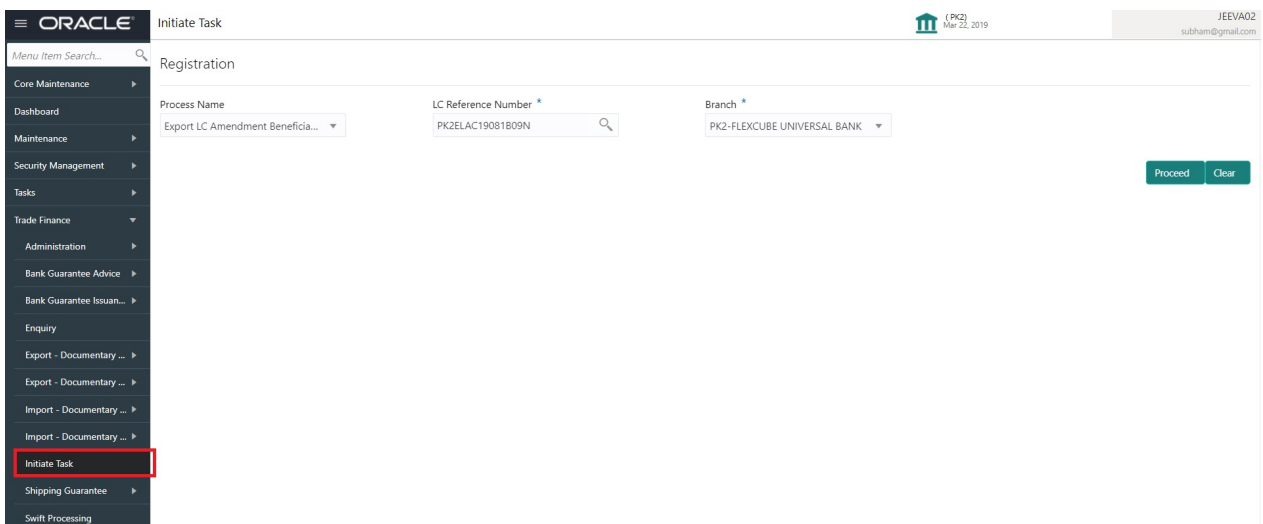 ORACLE
Initiate Task
( PK2)
Mar 22, 2019
JEEVA02
subham@gmail.com
Menu Item Search...
Core Maintenance
Dashboard
Maintenance
Security Management
Tasks
Trade Finance
Administration
Bank Guarantee Advice
Bank Guarantee Issuan...
Enquiry
Export - Documentary ...
Export - Documentary ...
Import - Documentary ...
Import - Documentary ...
Initiate Task
Shipping Guarantee
Swift Processing
Registration
Process Name
LC Reference Number *
Branch *
Export LC Amendment Beneficia...
PK2ELAC19081B09N
PK2-FLEXCUBE UNIVERSAL BANK
Proceed
Clear